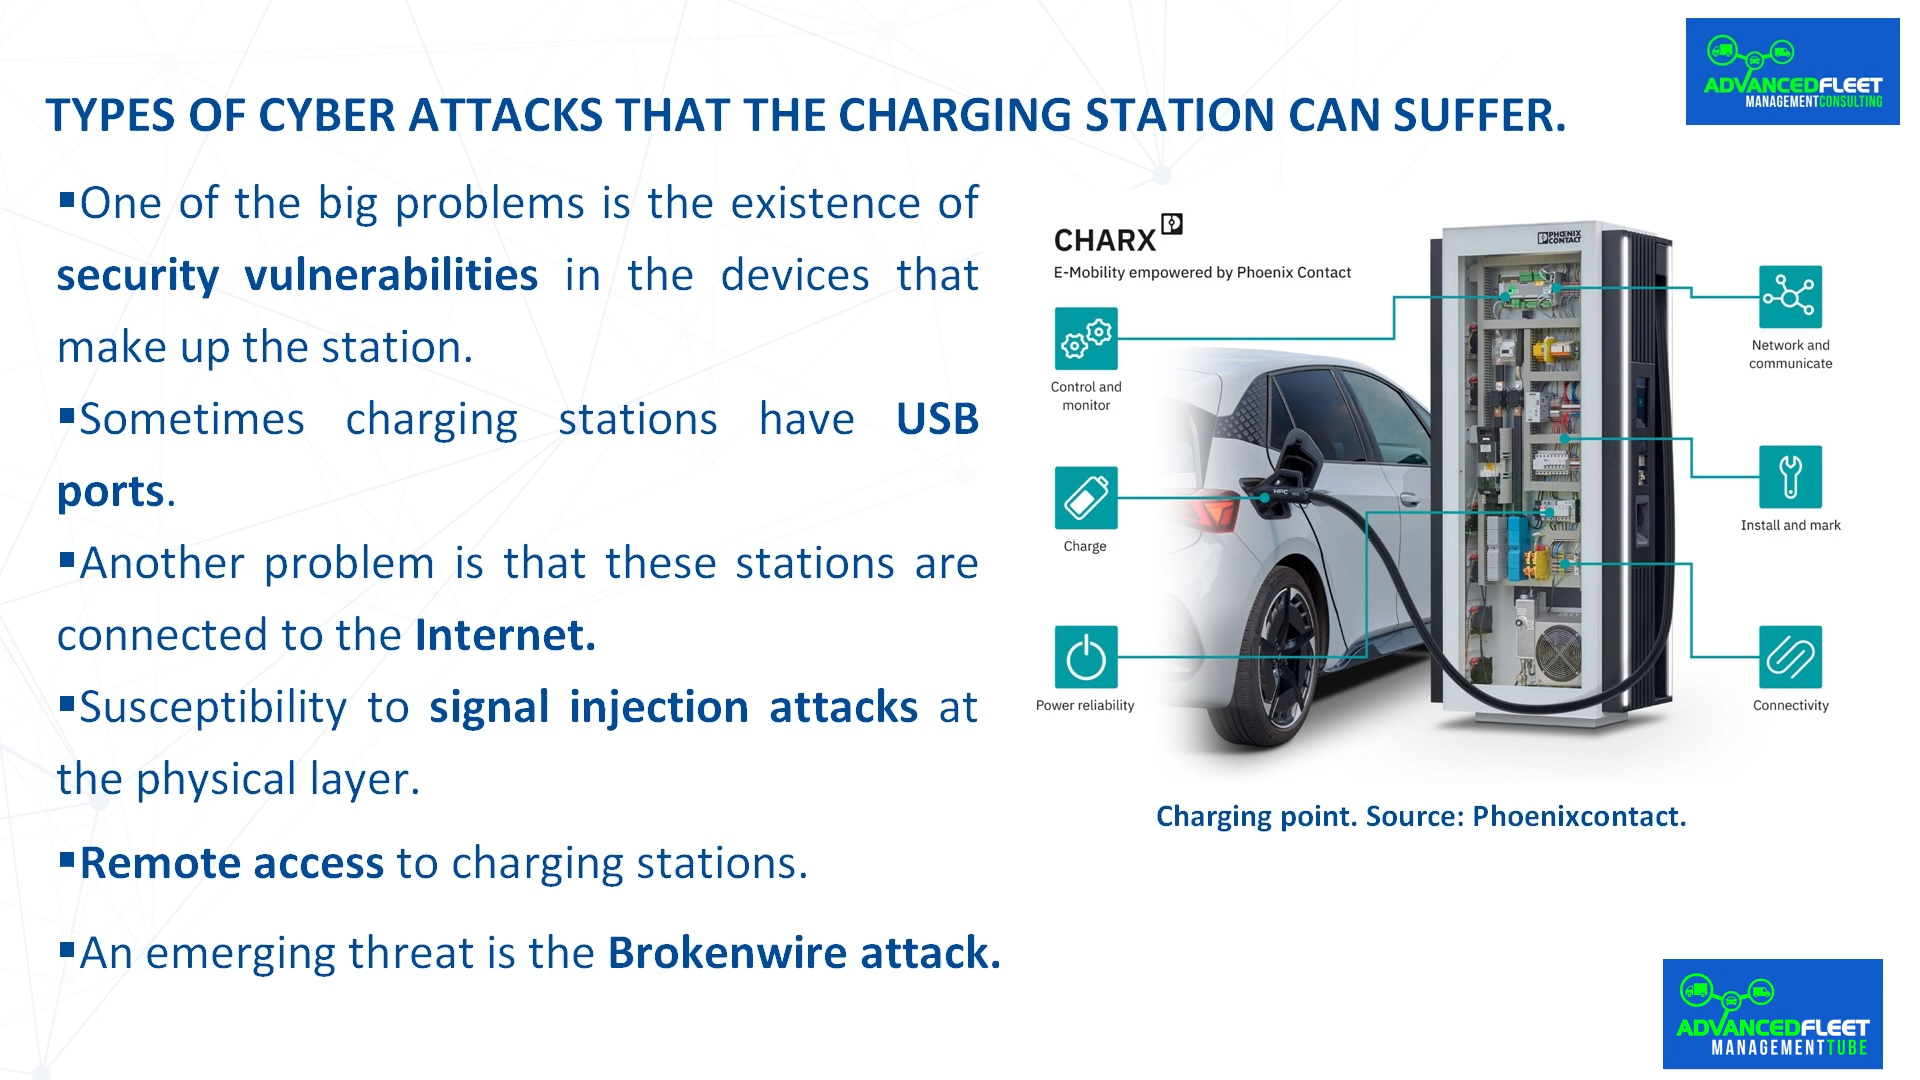 ADVANCEDFLEET
MANAGEMENTCONSULTING
TYPES OF CYBER ATTACKS THAT THE CHARGING STATION CAN SUFFER.
▪One of the big problems is the existence of
security vulnerabilities in the devices that
make up the station.
▪Sometimes charging stations have USB
ports.
▪Another problem is that these stations are
connected to the Internet.
▪Susceptibility to signal injection attacks at
the physical layer.
▪Remote access to charging stations.
▪An emerging threat is the Brokenwire attack.
CHARX
E-Mobility empowered by Phoenix Contact
PHŒNIX
CONTACT
Control and
monitor
Charge
HPC
Power reliability
Network and
communicate
Install and mark
Connectivity
Charging point. Source: Phoenixcontact.
ADVANCEDFLEET
MANAGEMENTTUBE